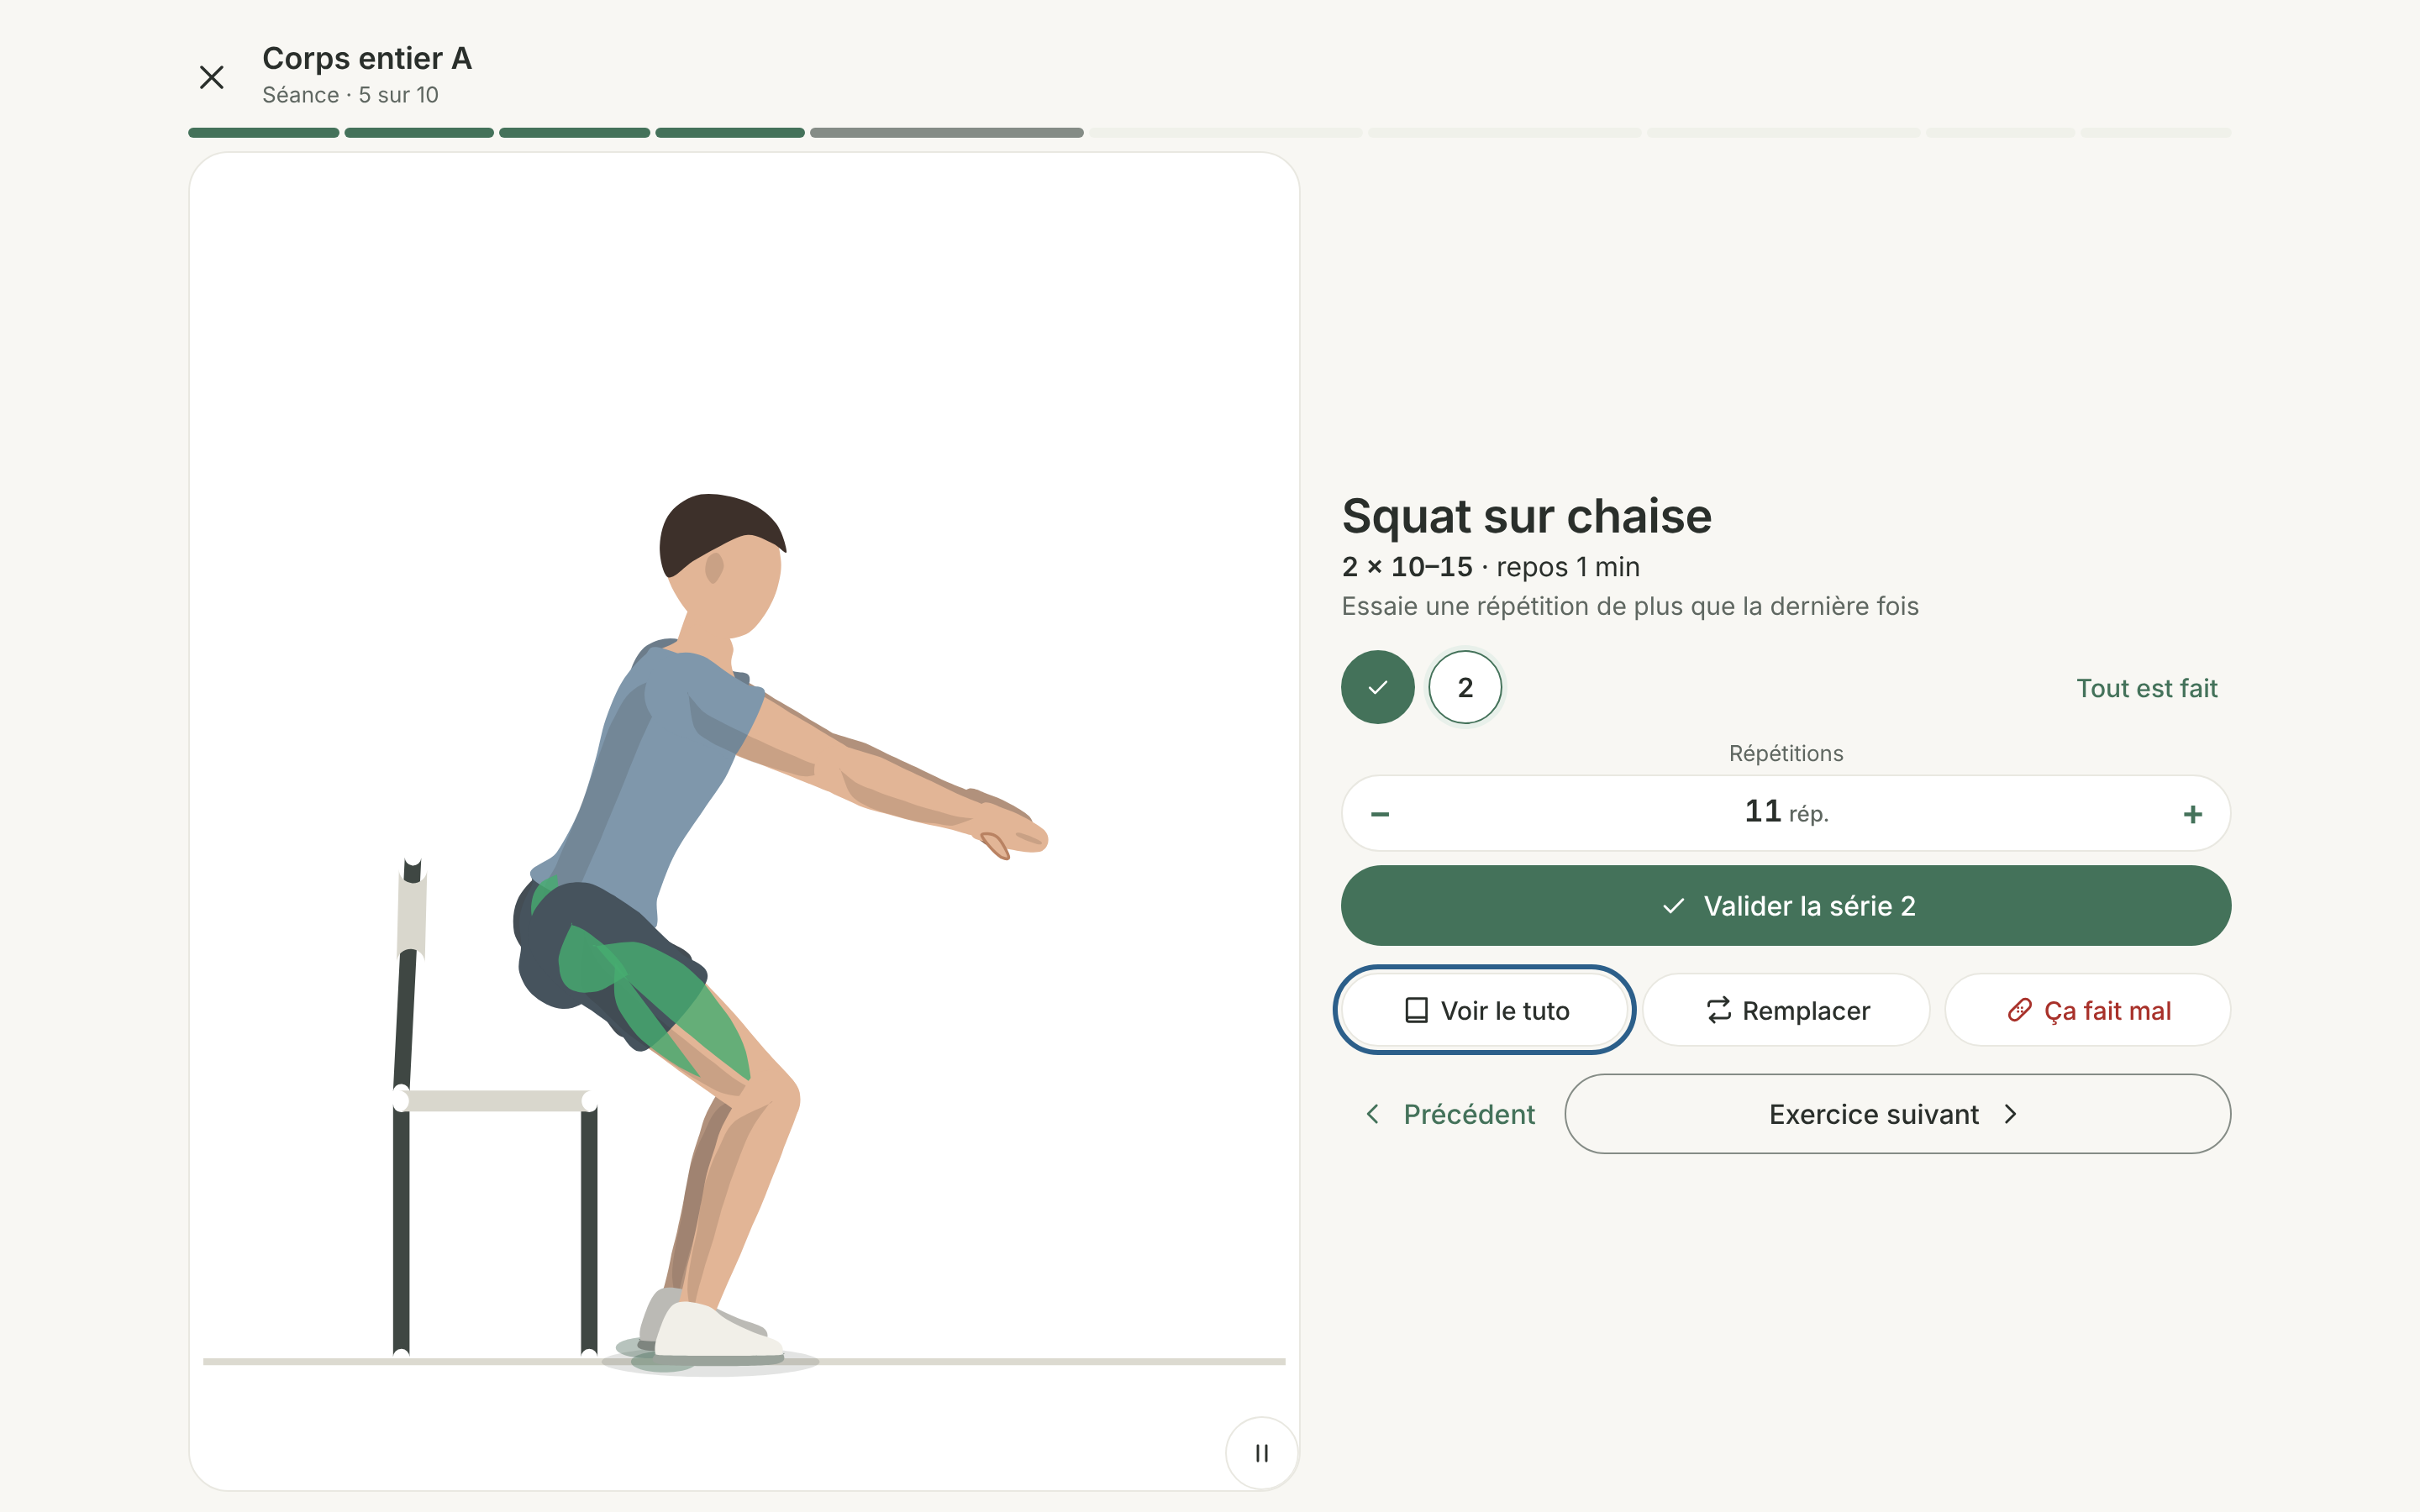 Corps entier A
Séance · 5 sur 10
Squat sur chaise
2 × 10–15 · repos 1 min
Essaie une répétition de plus que la dernière fois
2
Tout est fait
Répétitions
− 11 rép. +
Valider la série 2
Voir le tuto
Remplacer
Ça fait mal
Précédent
Exercice suivant